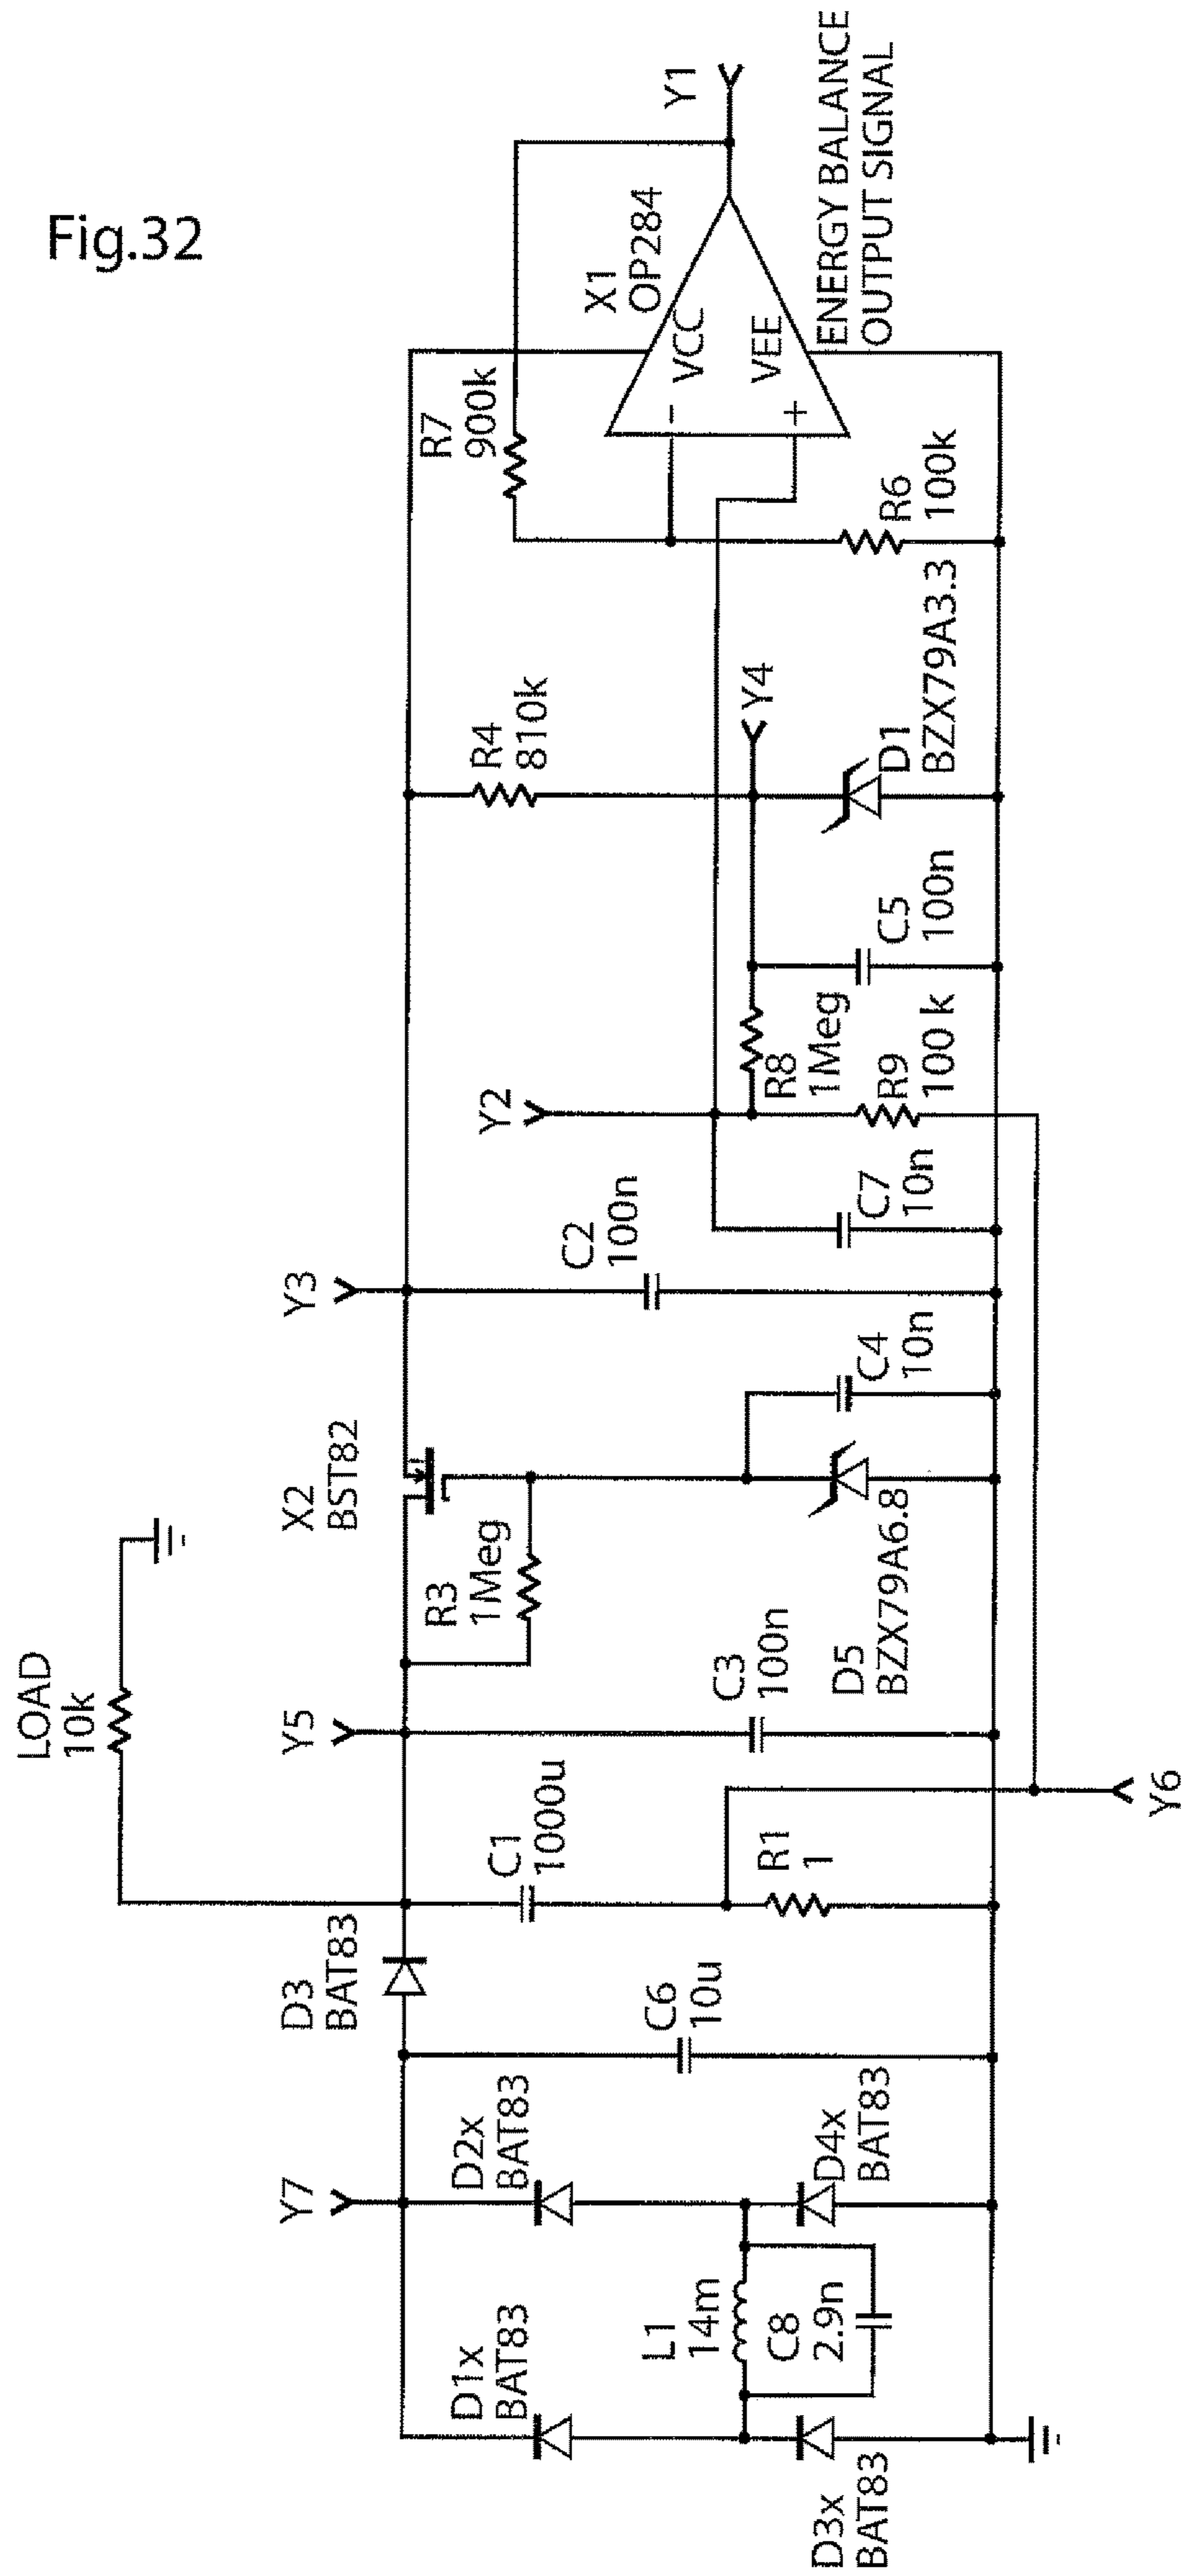 Fig.32
LOAD
10k
D3
BAT83
Y5
X2
BST82
Y3
Y7
D1x
BAT83
D2x
BAT83
C1
1000u
R3
1Meg
C2
100n
Y2
R4
810k
R7
900k
X1
OP284
Y1
VCC
VEE
-
+
ENERGY BALANCE
OUTPUT SIGNAL
L1
14m
C8
2.9n
C6
10u
R1
1
C3
100n
D5
BZX79A6.8
C4
10n
C7
10n
R8
1Meg
R9
100 k
C5
100n
Y4
D1
BZX79A3.3
R6
100k
D3x
BAT83
D4x
BAT83
Y6